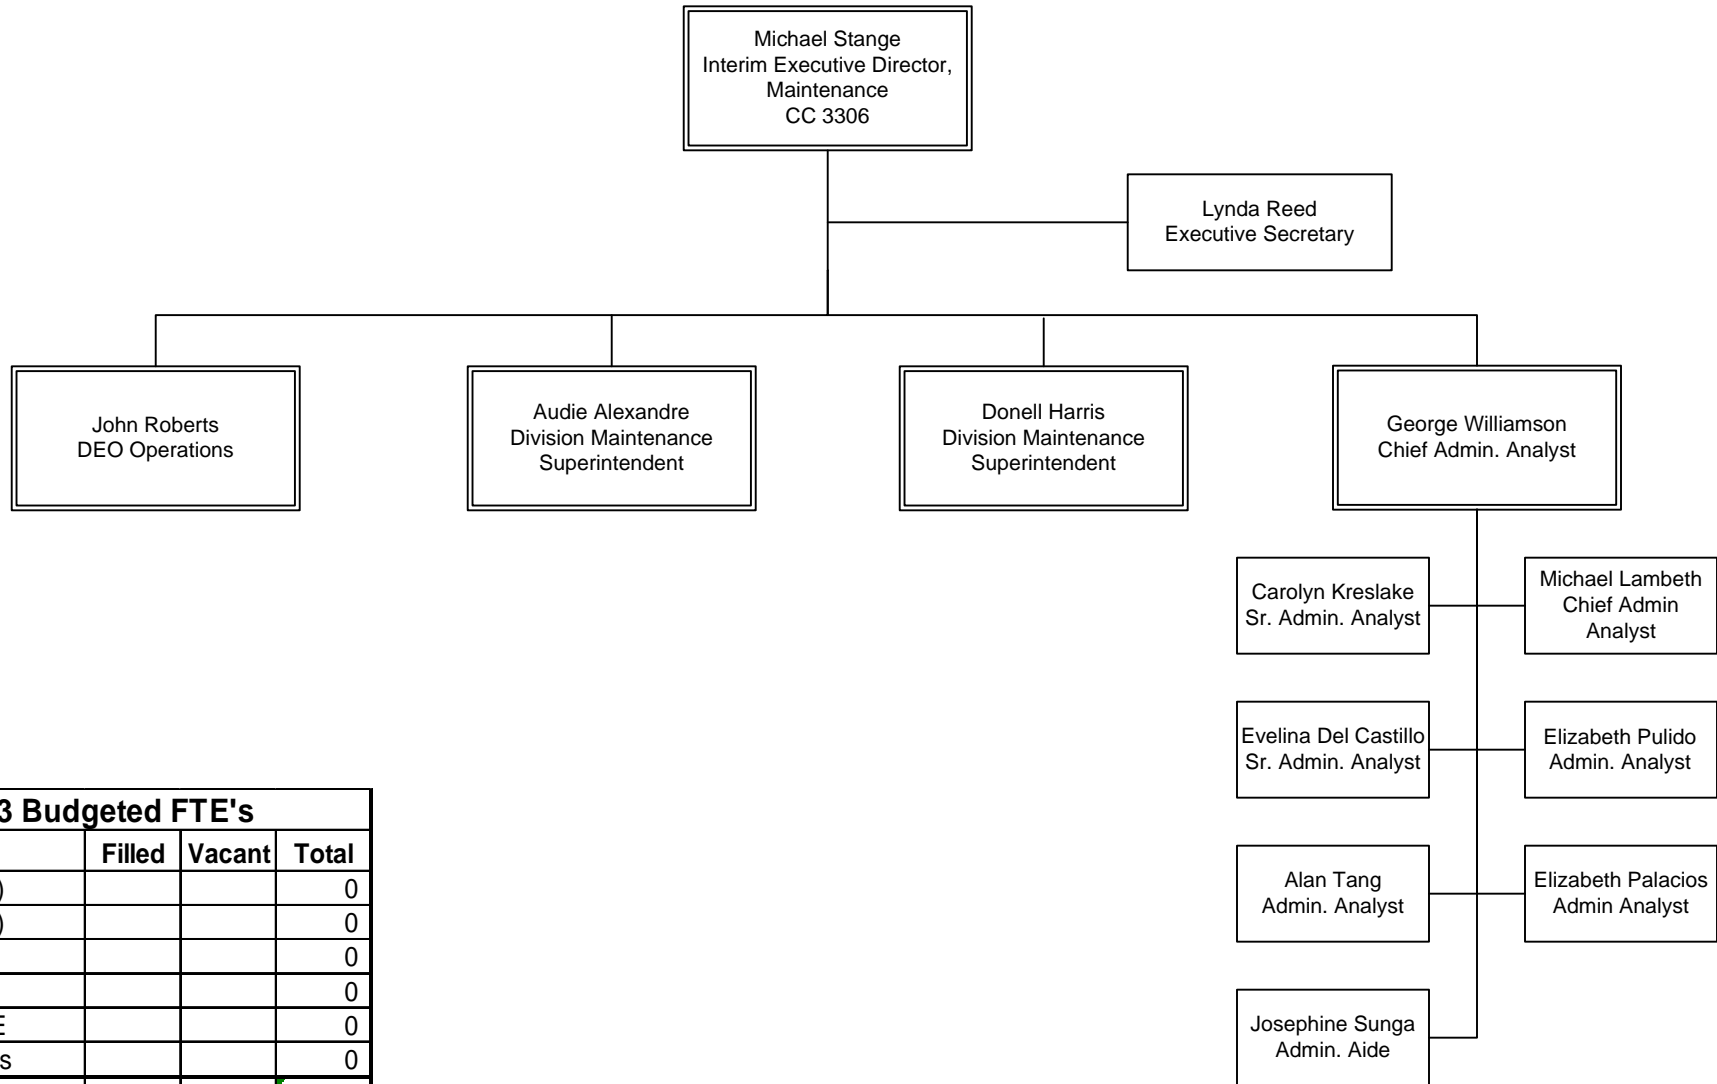 Michael Stange
Interim Executive Director,
Maintenance
CC 3306
Lynda Reed
Executive Secretary
John Roberts
DEO Operations
Audie Alexandre
Division Maintenance
Superintendent
Donell Harris
Division Maintenance
Superintendent
George Williamson
Chief Admin. Analyst
Carolyn Kreslake
Sr. Admin. Analyst
Michael Lambeth
Chief Admin
Analyst
Evelina Del Castillo
Sr. Admin. Analyst
Elizabeth Pulido
Admin. Analyst
Alan Tang
Admin. Analyst
Elizabeth Palacios
Admin Analyst
Josephine Sunga
Admin. Aide
3 Budgeted FTE's
Filled Vacant Total
) 0
) 0
0
0
E 0
s 0